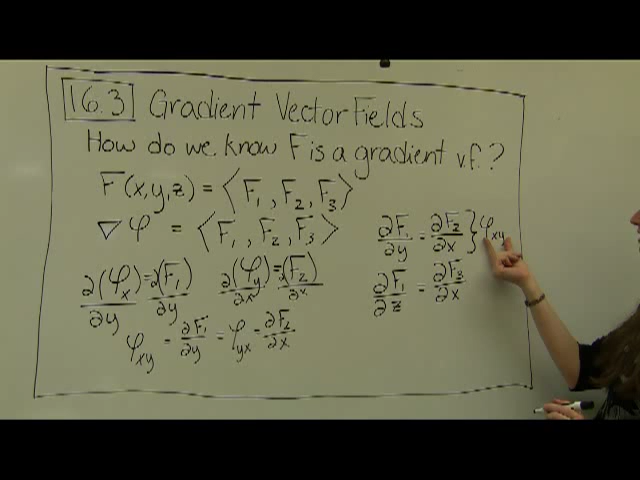 16.3 Gradient Vector Fields
How do we know F is a gradient v.f.?
F(x,y,z) = ⟨F₁, F₂, F₃⟩
∇φ = ⟨F₁, F₂, F₃⟩
∂F₁/∂y = ∂F₂/∂x } φxy
∂(φx)/∂y = ∂(F₁)/∂y ∂(φy)/∂x = ∂(F₂)/∂x
∂F₁/∂z = ∂F₃/∂x
φxy = ∂F₁/∂y = φyx = ∂F₂/∂x